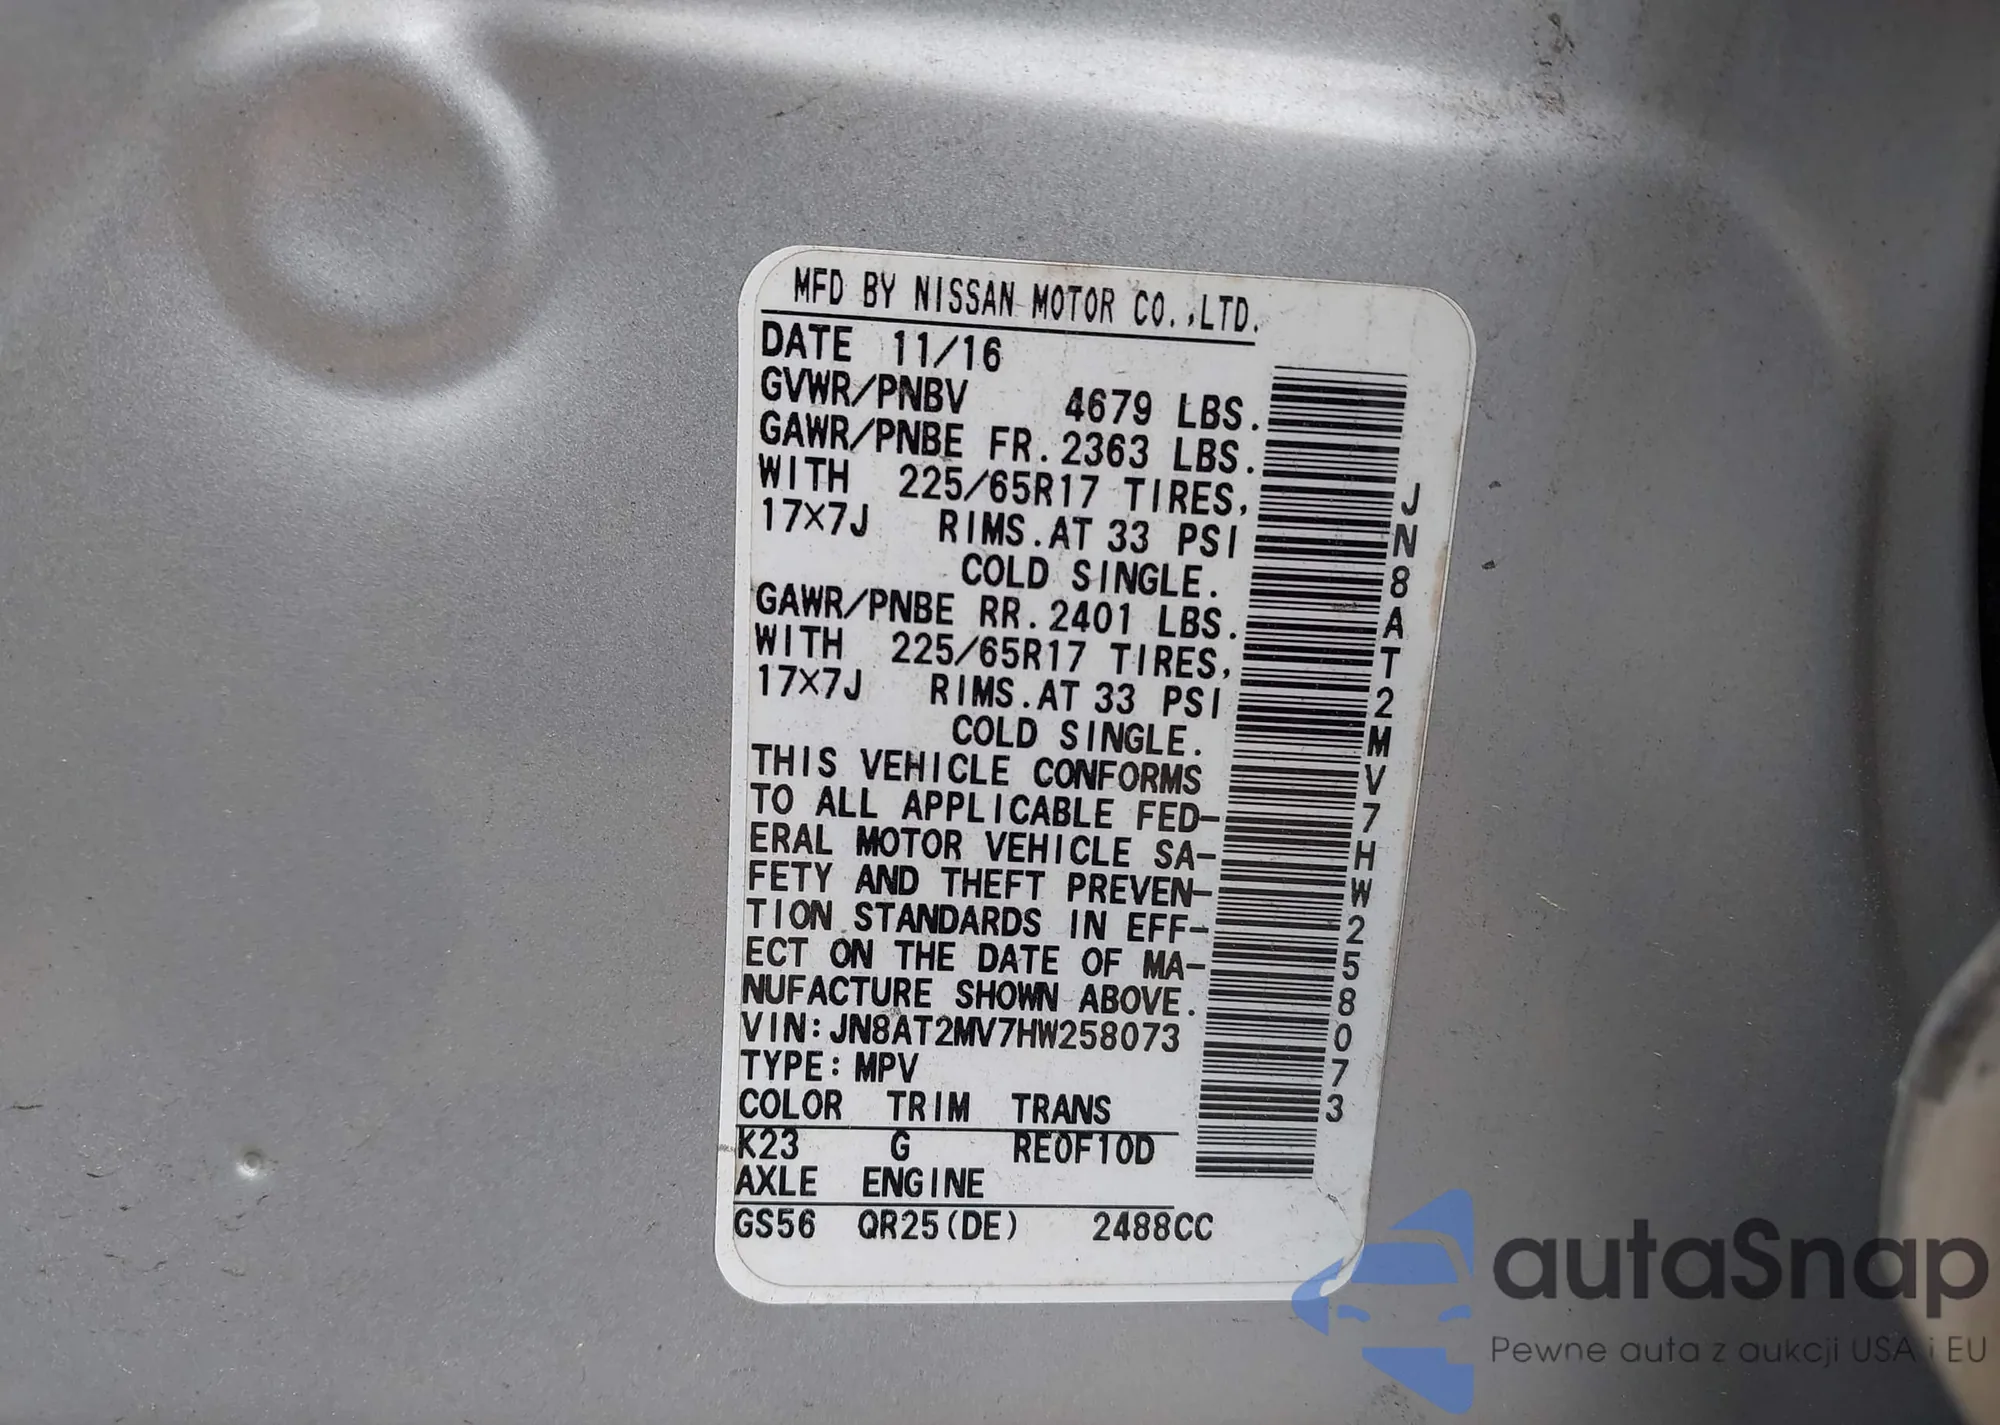 MFD BY NISSAN MOTOR CO.,LTD.
DATE 11/16
GVWR/PNBV 4679 LBS.
GAWR/PNBE FR. 2363 LBS.
WITH 225/65R17 TIRES,
17X7J RIMS. AT 33 PSI
COLD SINGLE.
GAWR/PNBE RR. 2401 LBS.
WITH 225/65R17 TIRES,
17X7J RIMS. AT 33 PSI
COLD SINGLE.
THIS VEHICLE CONFORMS
TO ALL APPLICABLE FED-
ERAL MOTOR VEHICLE SA-
FETY AND THEFT PREVEN-
TION STANDARDS IN EFF-
ECT ON THE DATE OF MA-
NUFACTURE SHOWN ABOVE.
VIN: JN8AT2MV7HW258073
TYPE: MPV
COLOR TRIM TRANS
K23 G RE0F10D
AXLE ENGINE
GS56 QR25(DE) 2488CC
JN8AT2MV7HW258073
autaSnap
Pewne auta z aukcji USA i EU